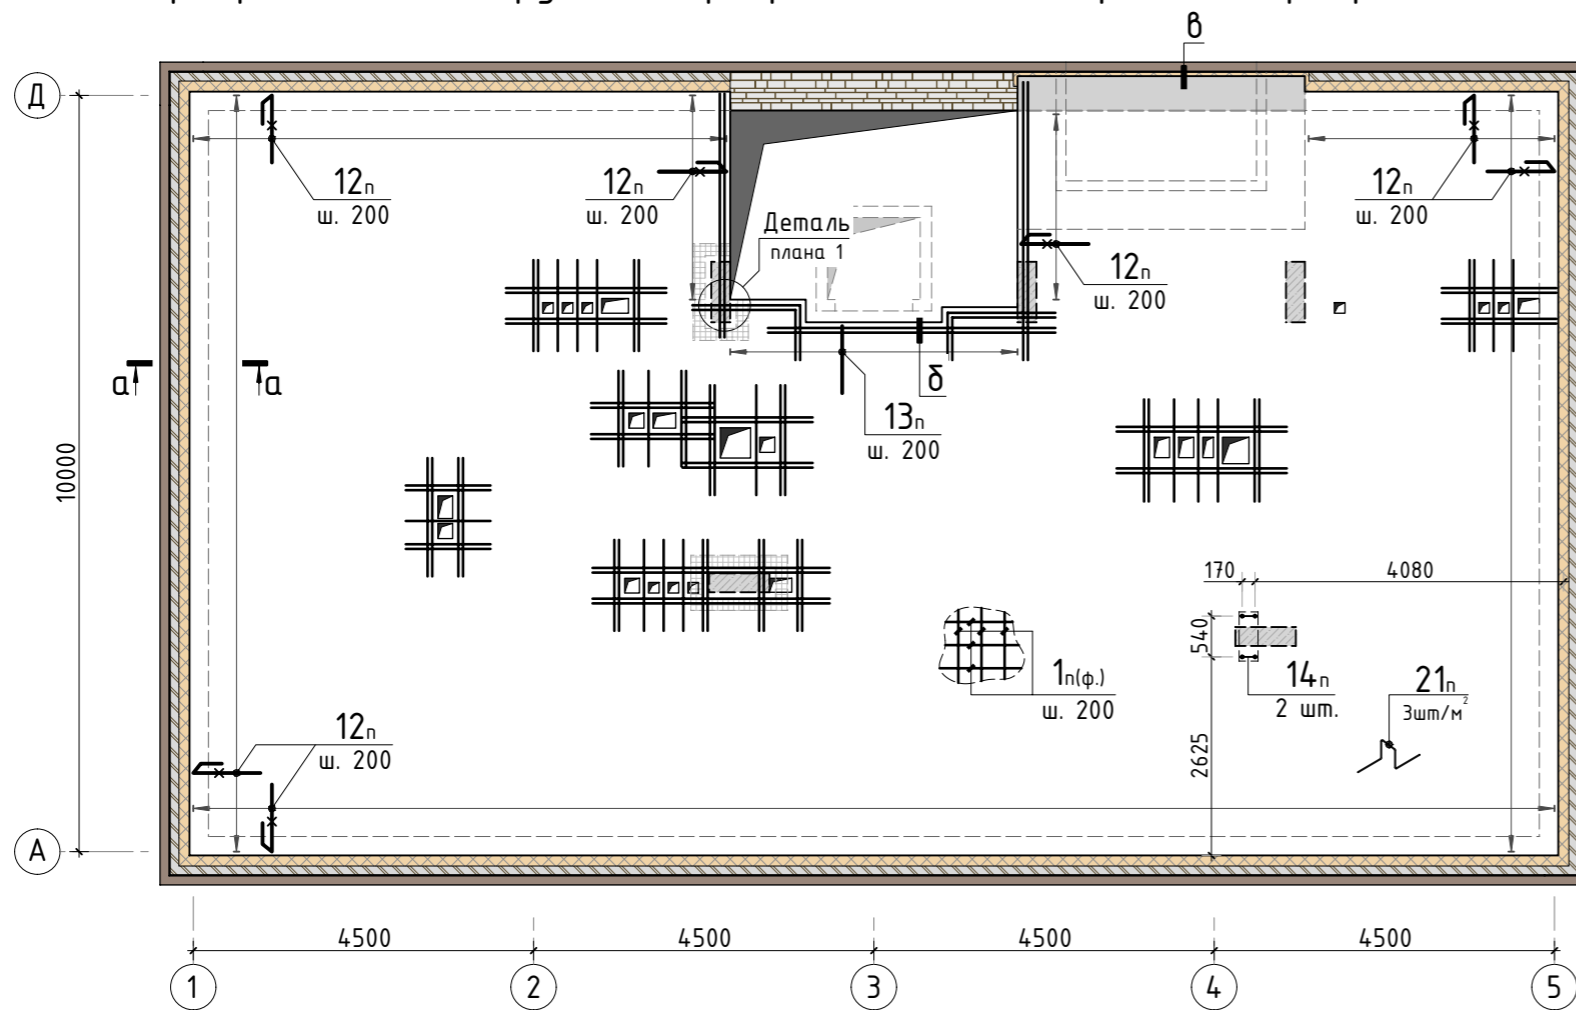 в
Д
12п
ш. 200
12п
ш. 200
12п
ш. 200
Деталь
плана 1
12п
ш. 200
а
а
б
13п
ш. 200
10000
170
4080
540
1п(ф.)
ш. 200
14п
2 шт.
21п
3шт/м²
2625
12п
ш. 200
А
4500
4500
4500
4500
1
2
3
4
5